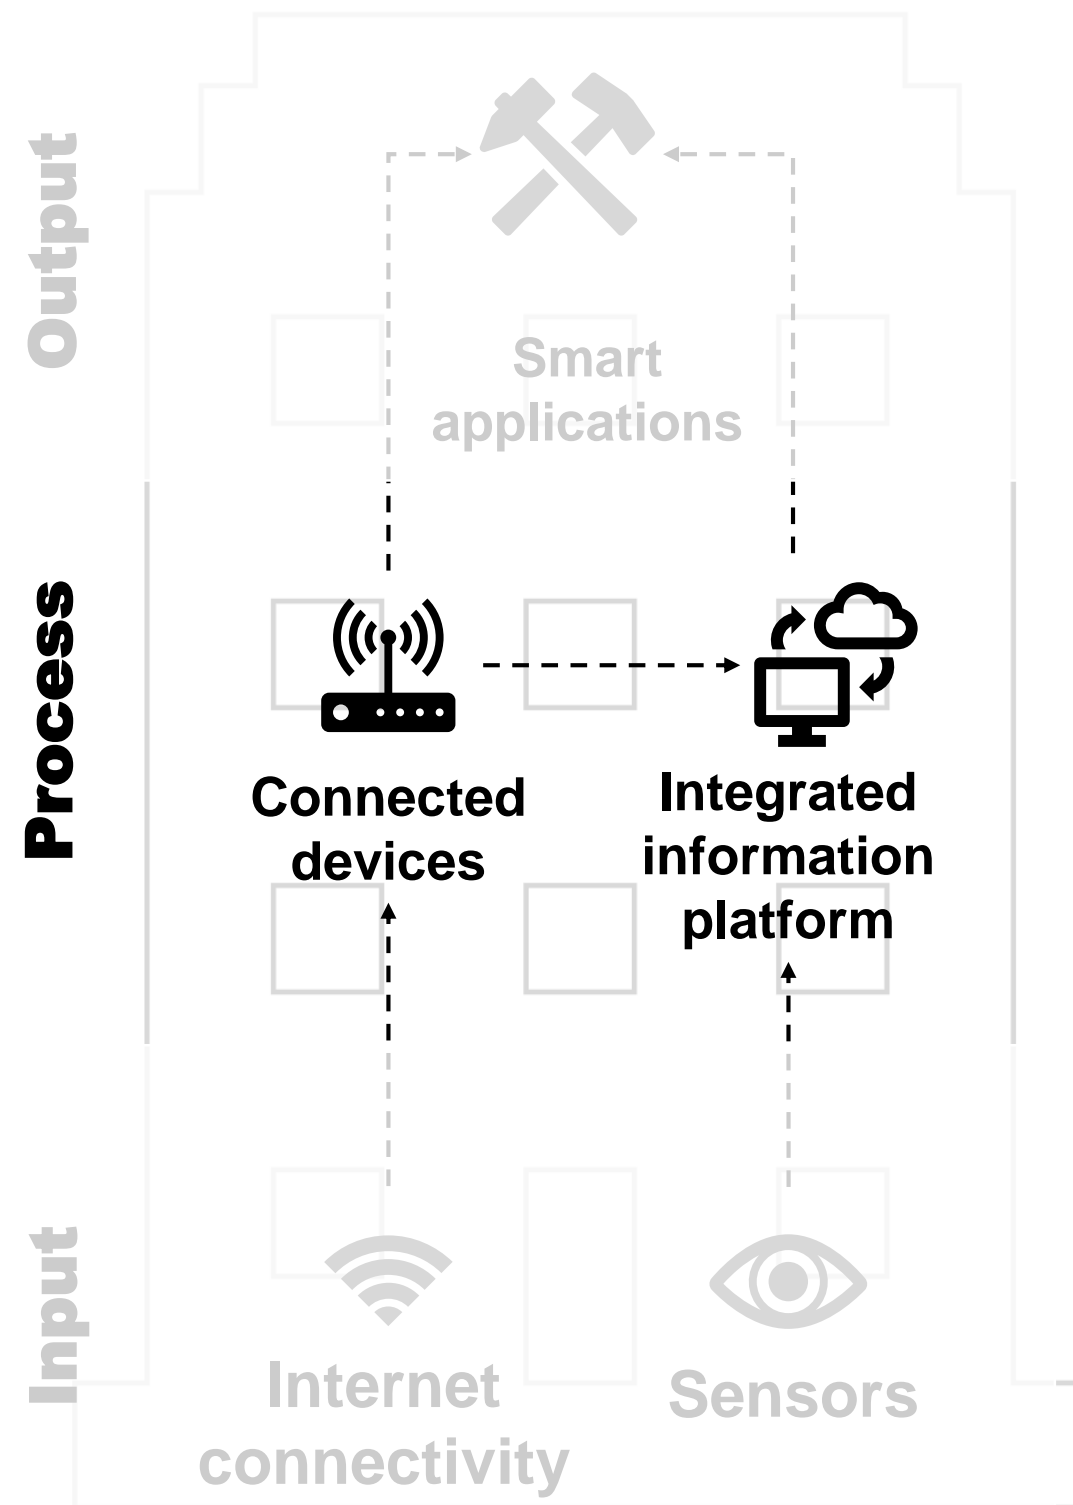 Output
Smart
applications
Process
Connected
devices
Integrated
information
platform
Input
Internet
connectivity
Sensors